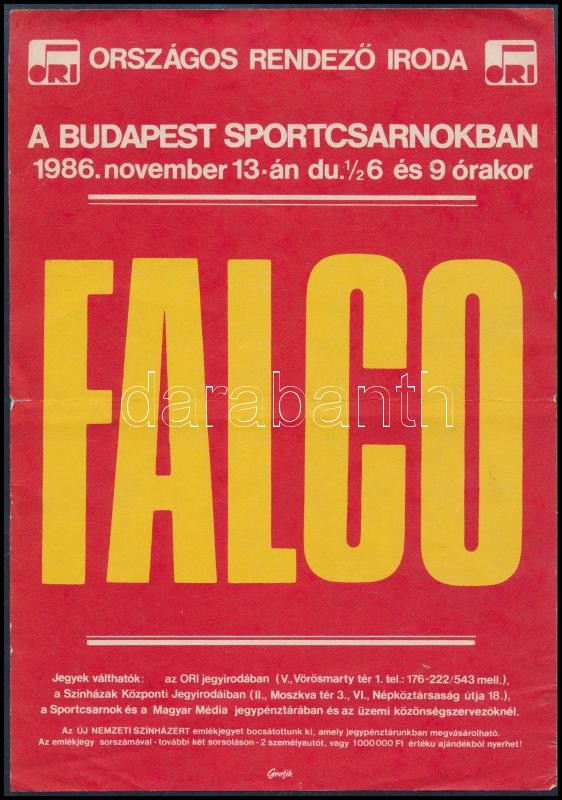 ORI ORSZÁGOS RENDEZŐ IRODA ORI
A BUDAPEST SPORTCSARNOKBAN
1986. november 13-án du. 1/2 6 és 9 órakor
FALCO
darabanth
Jegyek válthatók: az ORI jegyirodában (V., Vörösmarty tér 1. tel.: 176-222/543 mell.),
a Szinházak Központi Jegyirodáiban (II., Moszkva tér 3., VI., Népköztársaság útja 18.),
a Sportcsarnok és a Magyar Média jegypénztárában és az üzemi közönségszervezőknél.
Az ÚJ NEMZETI SZÍNHÁZÉRT emlékjegyet bocsátottunk ki, amely jegypénztárunkban megvásárolható.
Az emlékjegy sorszámával - további két sorsoláson - 2 személyautót, vagy 1000000 Ft értékű ajándékból nyerhet!
Grafik